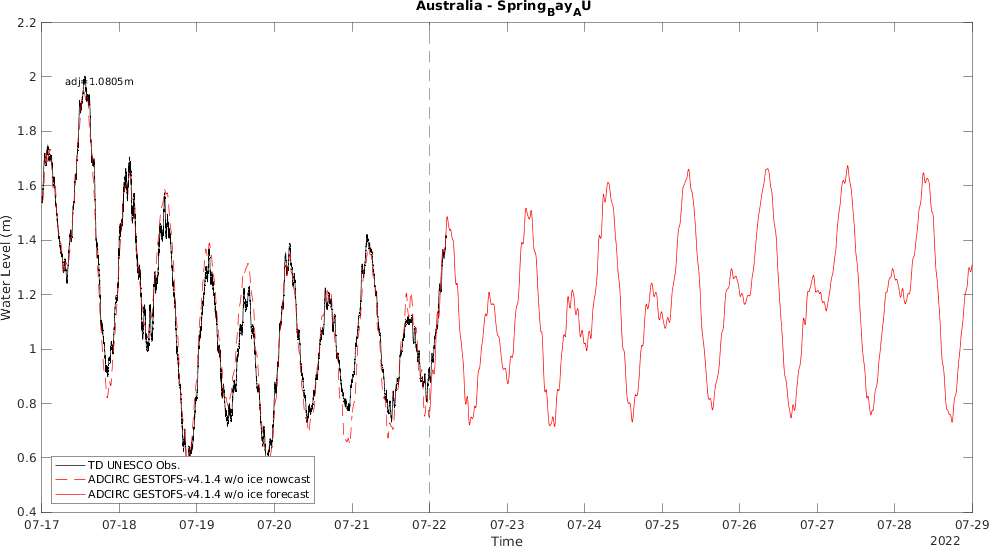 Australia - Spring_Bay_AU
2.2
2
1.8
1.6
1.4
1.2
1
0.8
0.6
0.4
Water Level (m)
adj=1.0805m
TD UNESCO Obs.
ADCIRC GESTOFS-v4.1.4 w/o ice nowcast
ADCIRC GESTOFS-v4.1.4 w/o ice forecast
07-17 07-18 07-19 07-20 07-21 07-22 07-23 07-24 07-25 07-26 07-27 07-28 07-29
Time
2022